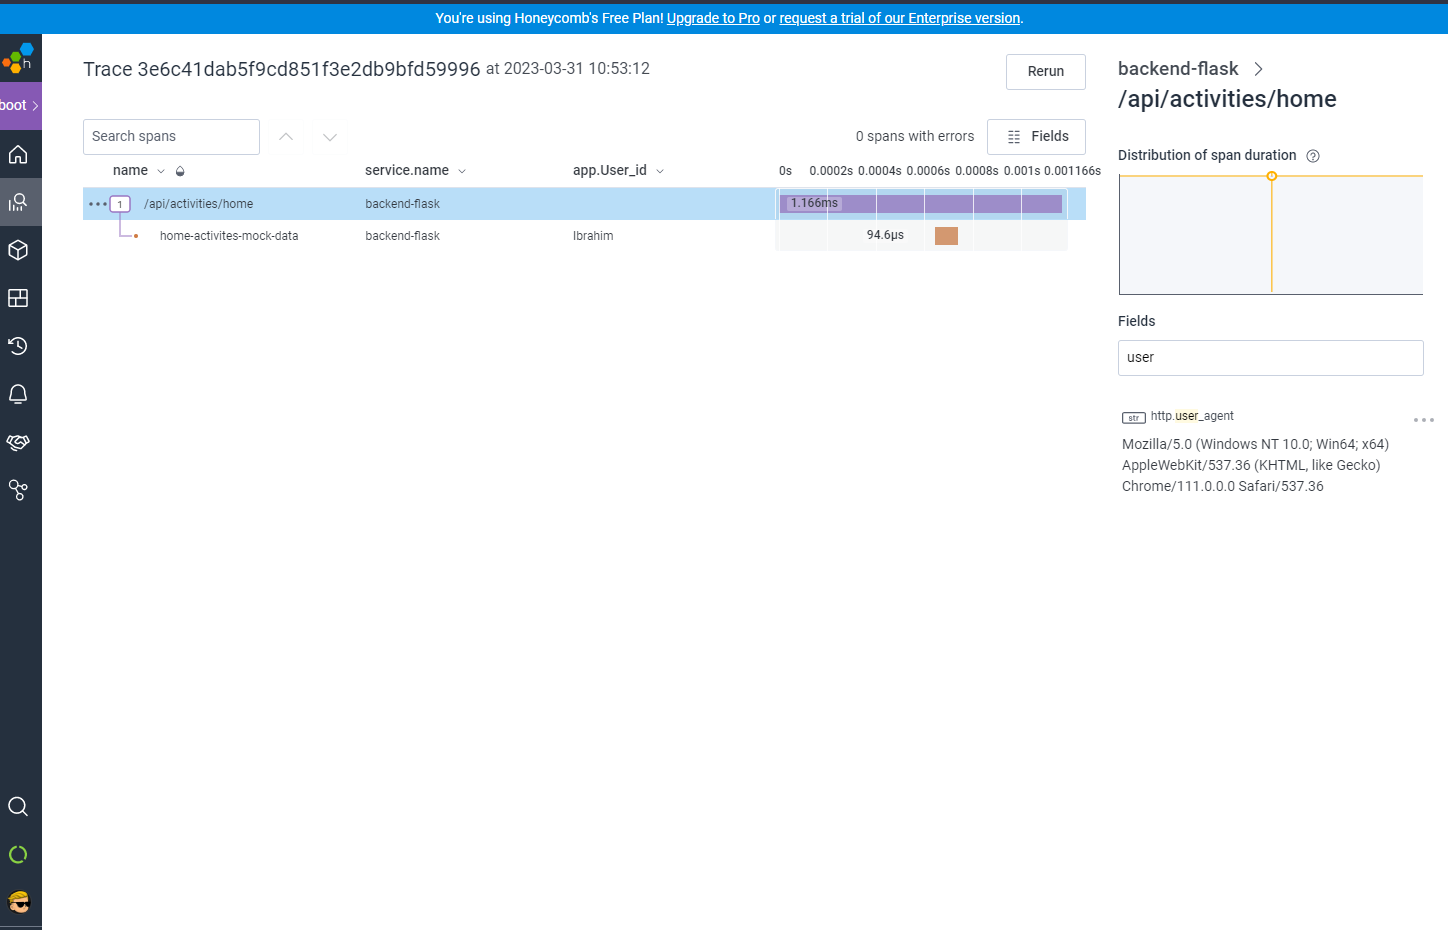 You're using Honeycomb's Free Plan! Upgrade to Pro or request a trial of our Enterprise version.
h
boot
Trace 3e6c41dab5f9cd851f3e2db9bfd59996 at 2023-03-31 10:53:12
Rerun
Search spans
0 spans with errors
Fields
name service.name app.User_id 0s 0.0002s 0.0004s 0.0006s 0.0008s 0.001s 0.001166s
1 /api/activities/home backend-flask 1.166ms
home-activites-mock-data backend-flask Ibrahim 94.6μs
backend-flask
/api/activities/home
Distribution of span duration
Fields
user
str http.user_agent
Mozilla/5.0 (Windows NT 10.0; Win64; x64)
AppleWebKit/537.36 (KHTML, like Gecko)
Chrome/111.0.0.0 Safari/537.36